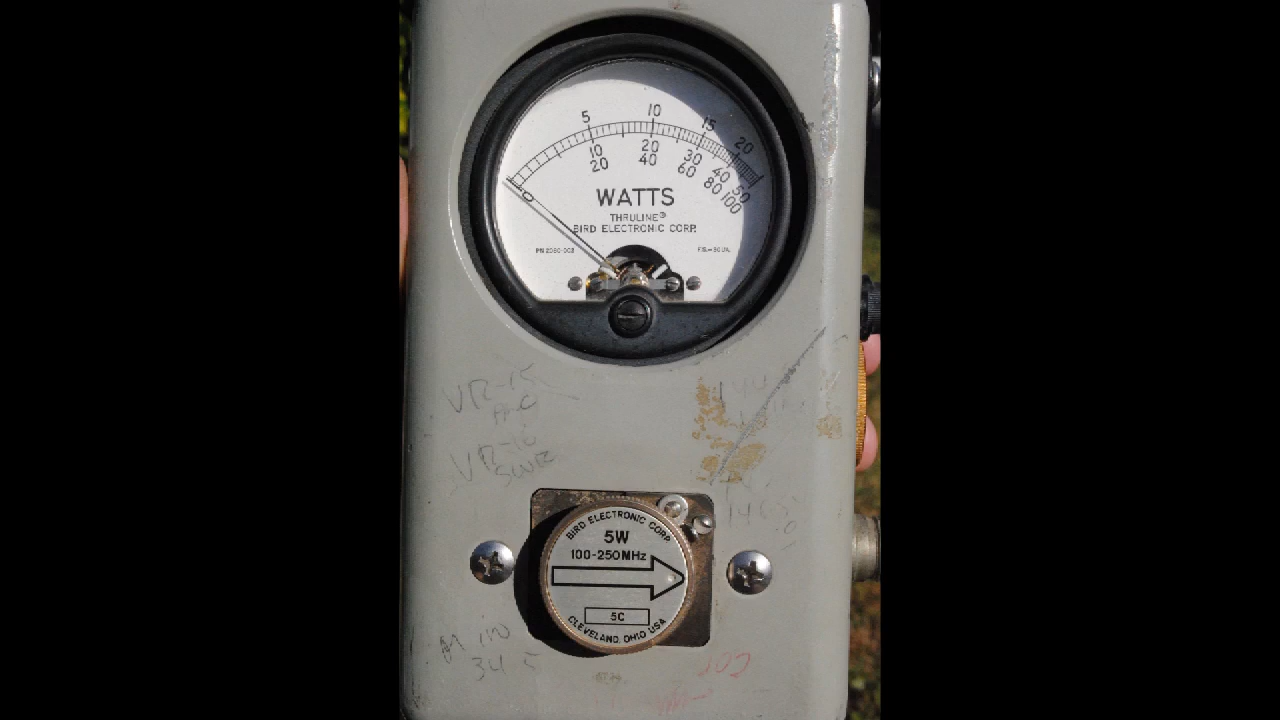 5 10 15 20
10 20 30 40 50
0 20 40 60 80 100
WATTS
THRULINE®
BIRD ELECTRONIC CORP.
VR-15
VR-16
SWR
BIRD ELECTRONIC CORP.
5W
100-250MHz
5C
CLEVELAND, OHIO USA